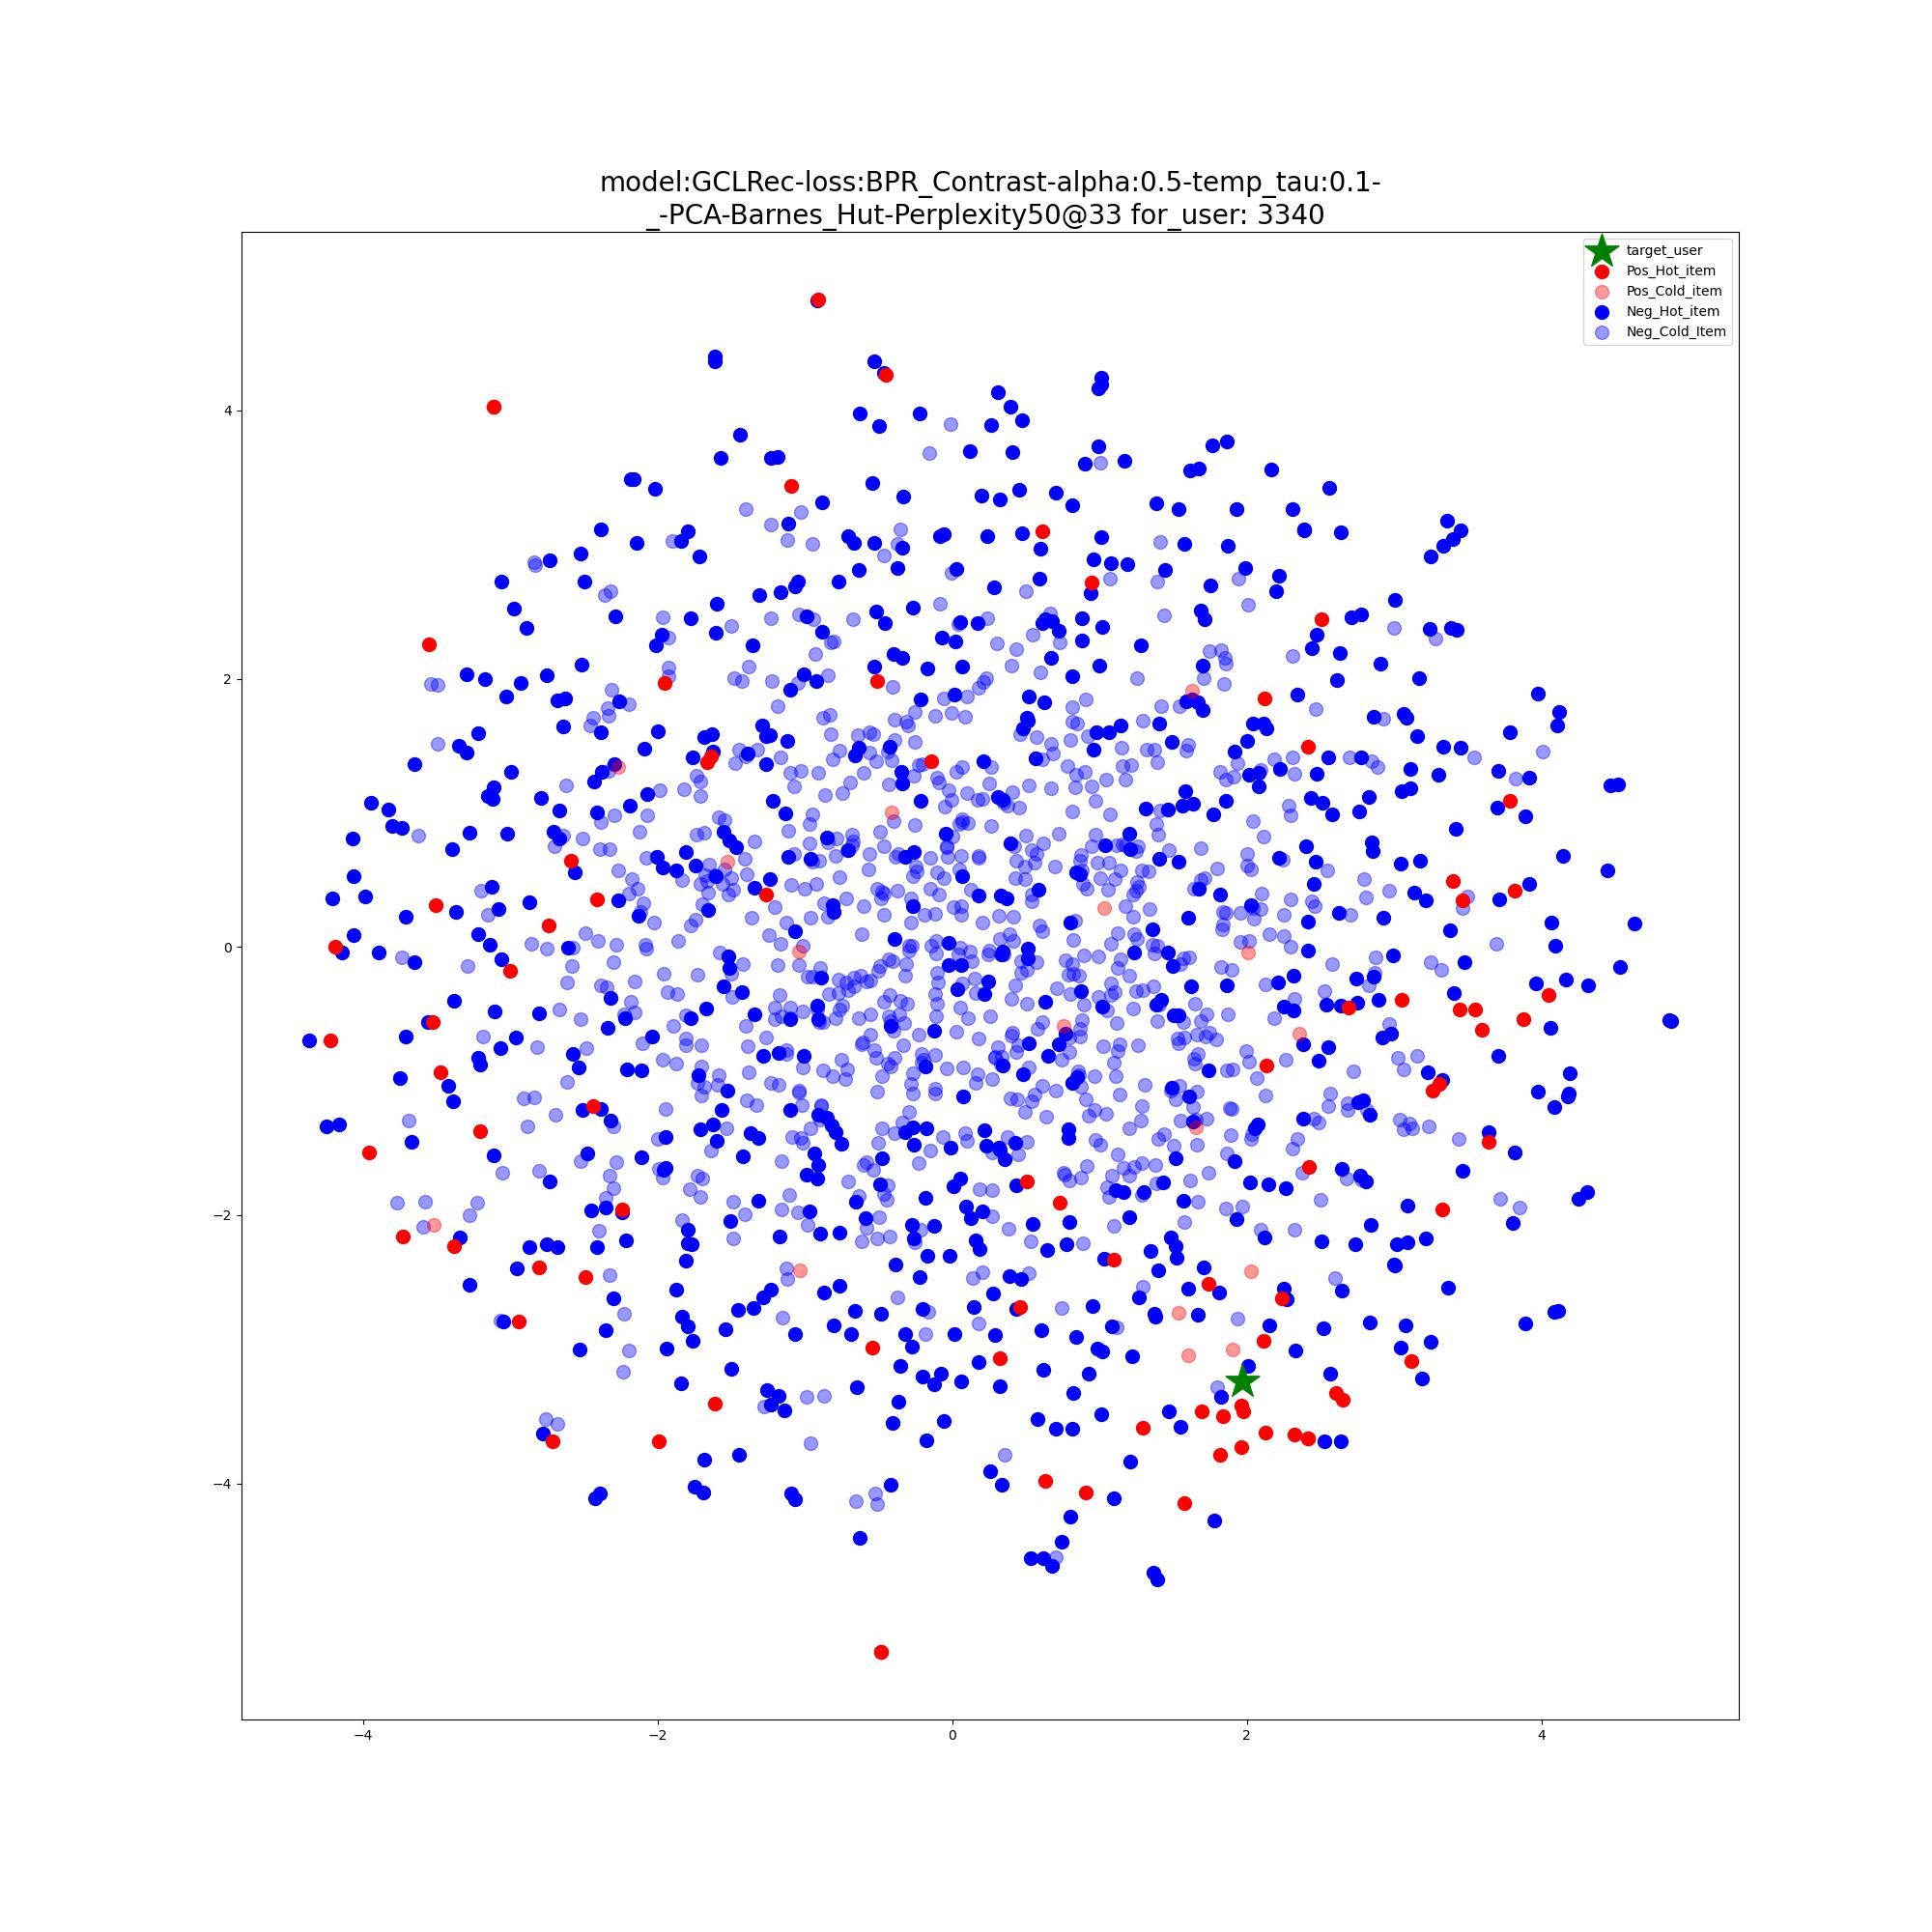 model:GCLRec-loss:BPR_Contrast-alpha:0.5-temp_tau:0.1-
_-PCA-Barnes_Hut-Perplexity50@33 for_user: 3340
target_user
Pos_Hot_item
Pos_Cold_item
Neg_Hot_item
Neg_Cold_Item
4
2
0
−2
−4
−4
−2
0
2
4